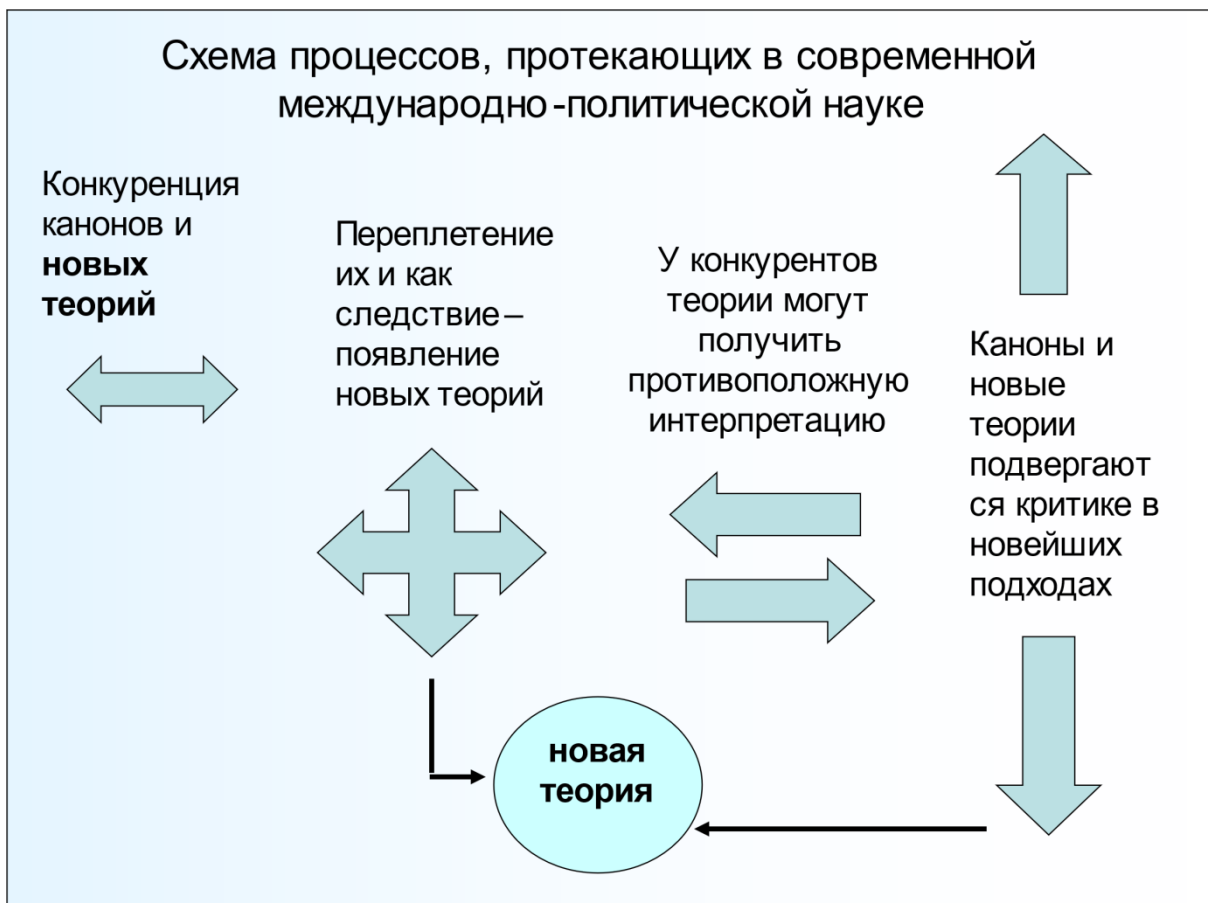 Схема процессов, протекающих в современной
международно-политической науке
Конкуренция
канонов и
новых
теорий
Переплетение
их и как
следствие –
появление
новых теорий
У конкурентов
теории могут
получить
противоположную
интерпретацию
Каноны и
новые
теории
подвергают
ся критике в
новейших
подходах
новая
теория